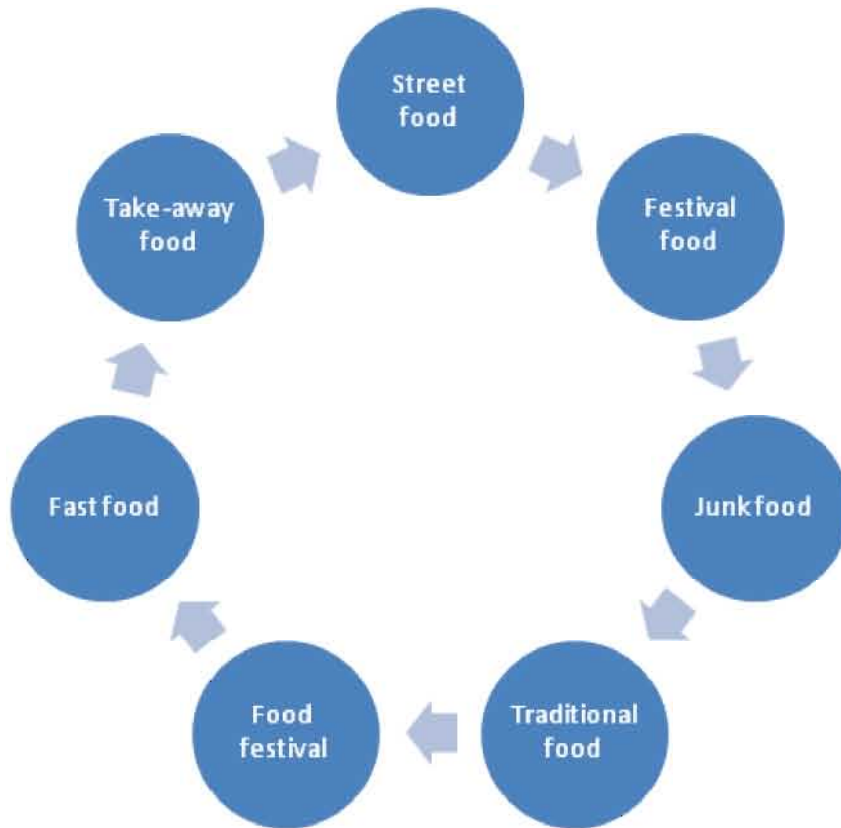 Street
food
Festival
food
Junk food
Traditional
food
Food
festival
Fast food
Take-away
food